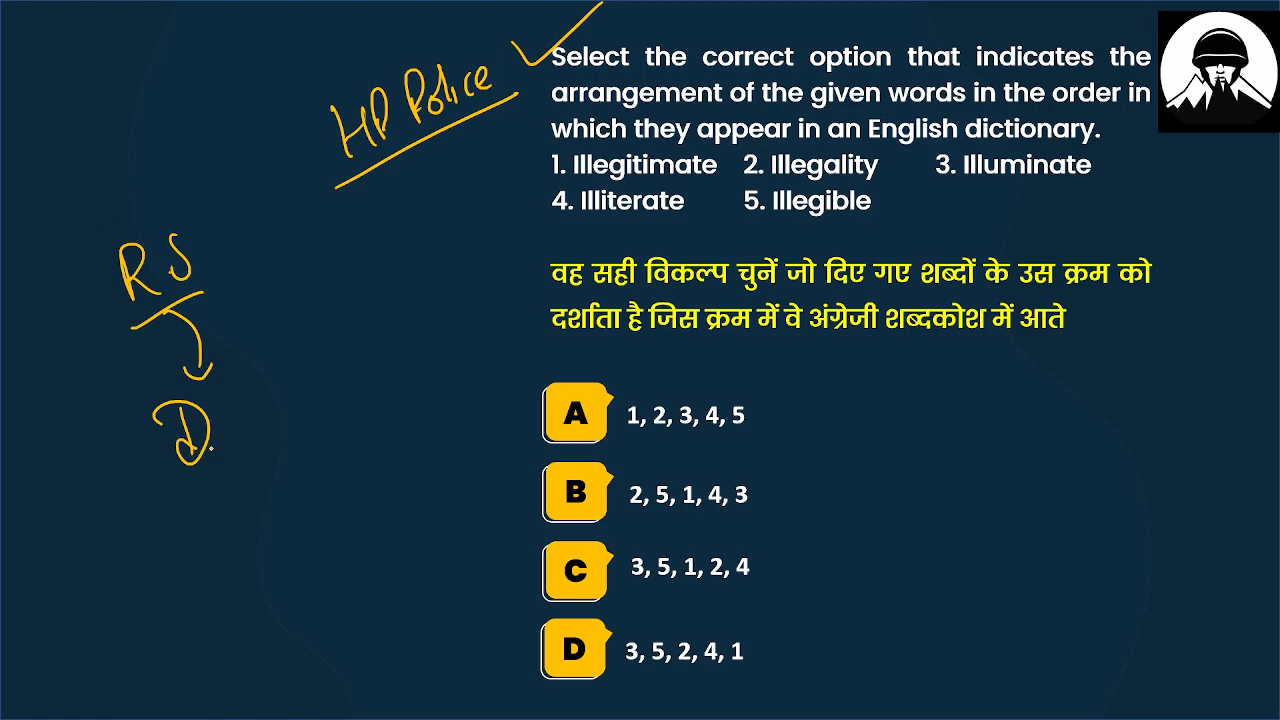 HP Police
Select the correct option that indicates the
arrangement of the given words in the order in
which they appear in an English dictionary.
1. Illegitimate 2. Illegality 3. Illuminate
4. Illiterate 5. Illegible
वह सही विकल्प चुनें जो दिए गए शब्दों के उस क्रम को
दर्शाता है जिस क्रम में वे अंग्रेजी शब्दकोश में आते
RS
D.
A 1, 2, 3, 4, 5
B 2, 5, 1, 4, 3
C 3, 5, 1, 2, 4
D 3, 5, 2, 4, 1